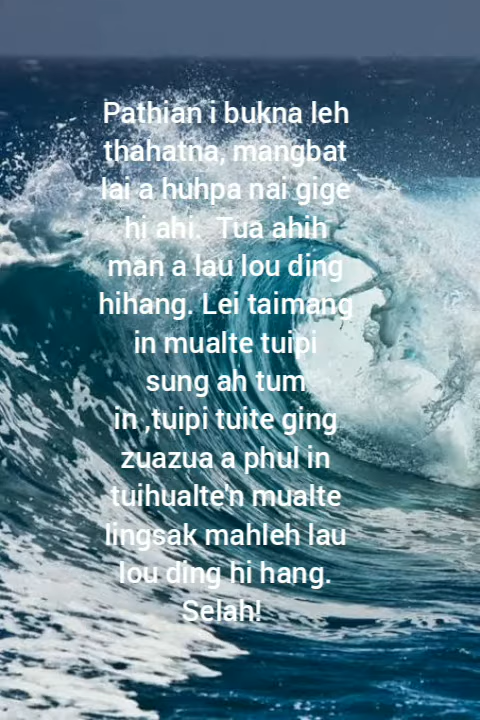 Pathian i bukna leh
thahatna, mangbat
lai a huhpa nai gige
hi ahi. Tua ahih
man a lau lou ding
hihang. Lei taimang
in mualte tuipi
sung ah tum
in ,tuipi tuite ging
zuazua a phul in
tuihualte'n mualte
lingsak mahleh lau
lou ding hi hang.
Selah!